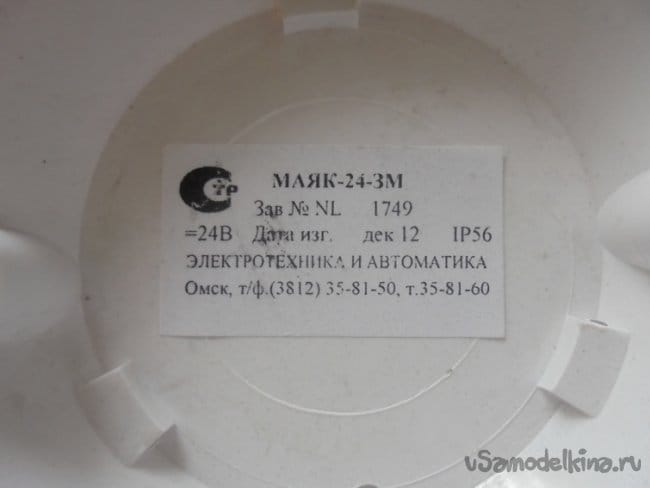 МАЯК-24-3М
Зав № NL 1749
=24В Дата изг. дек 12 IP56
ЭЛЕКТРОТЕХНИКА И АВТОМАТИКА
Омск, т/ф.(3812) 35-81-50, т.35-81-60
vSamodelkina.ru